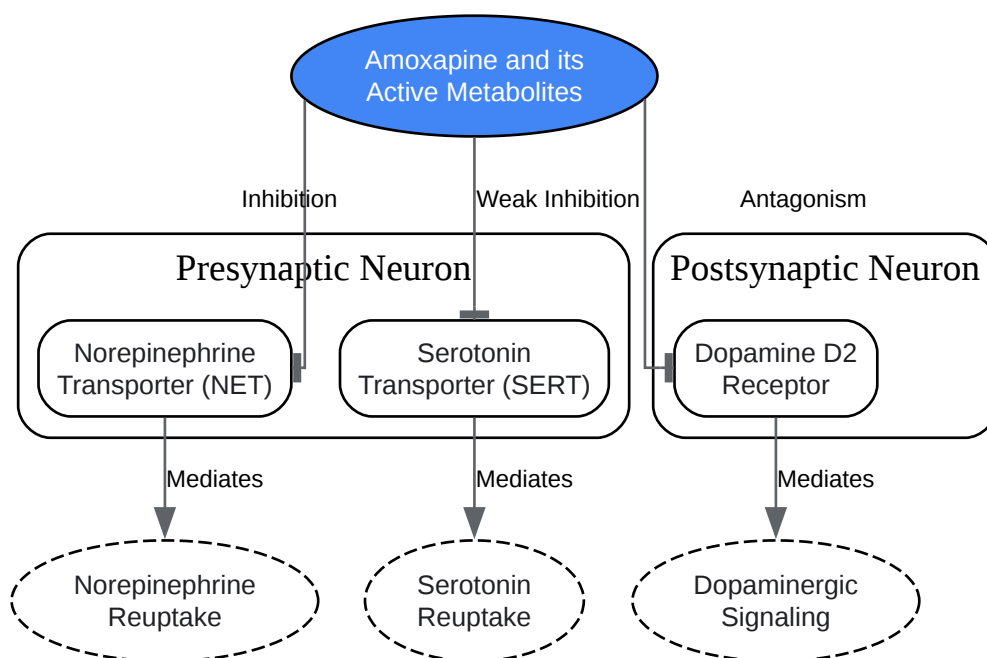 Amoxapine and its
Active Metabolites
Inhibition
Weak Inhibition
Antagonism
Presynaptic Neuron
Postsynaptic Neuron
Norepinephrine
Transporter (NET)
Serotonin
Transporter (SERT)
Dopamine D2
Receptor
Mediates
Mediates
Mediates
Norepinephrine
Reuptake
Serotonin
Reuptake
Dopaminergic
Signaling